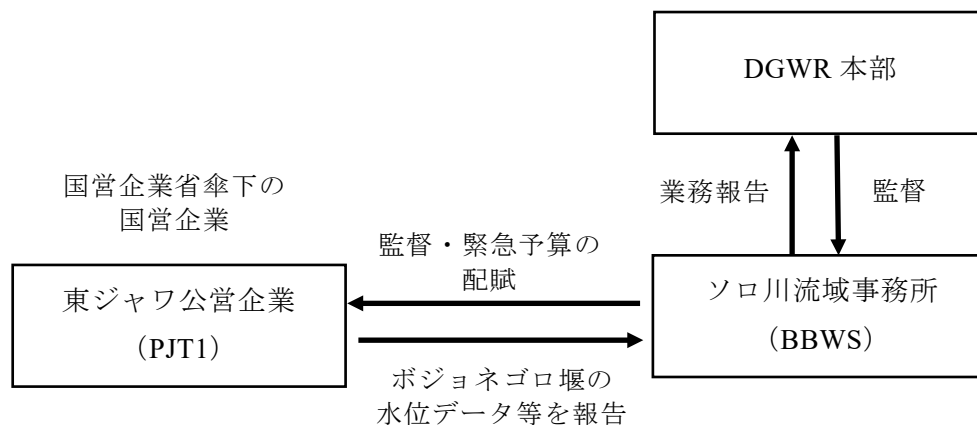 DGWR 本部
国営企業省傘下の
国営企業
業務報告
監督
監督・緊急予算の
配賦
東ジャワ公営企業
（PJT1）
ソロ川流域事務所
（BBWS）
ボジョネゴロ堰の
水位データ等を報告